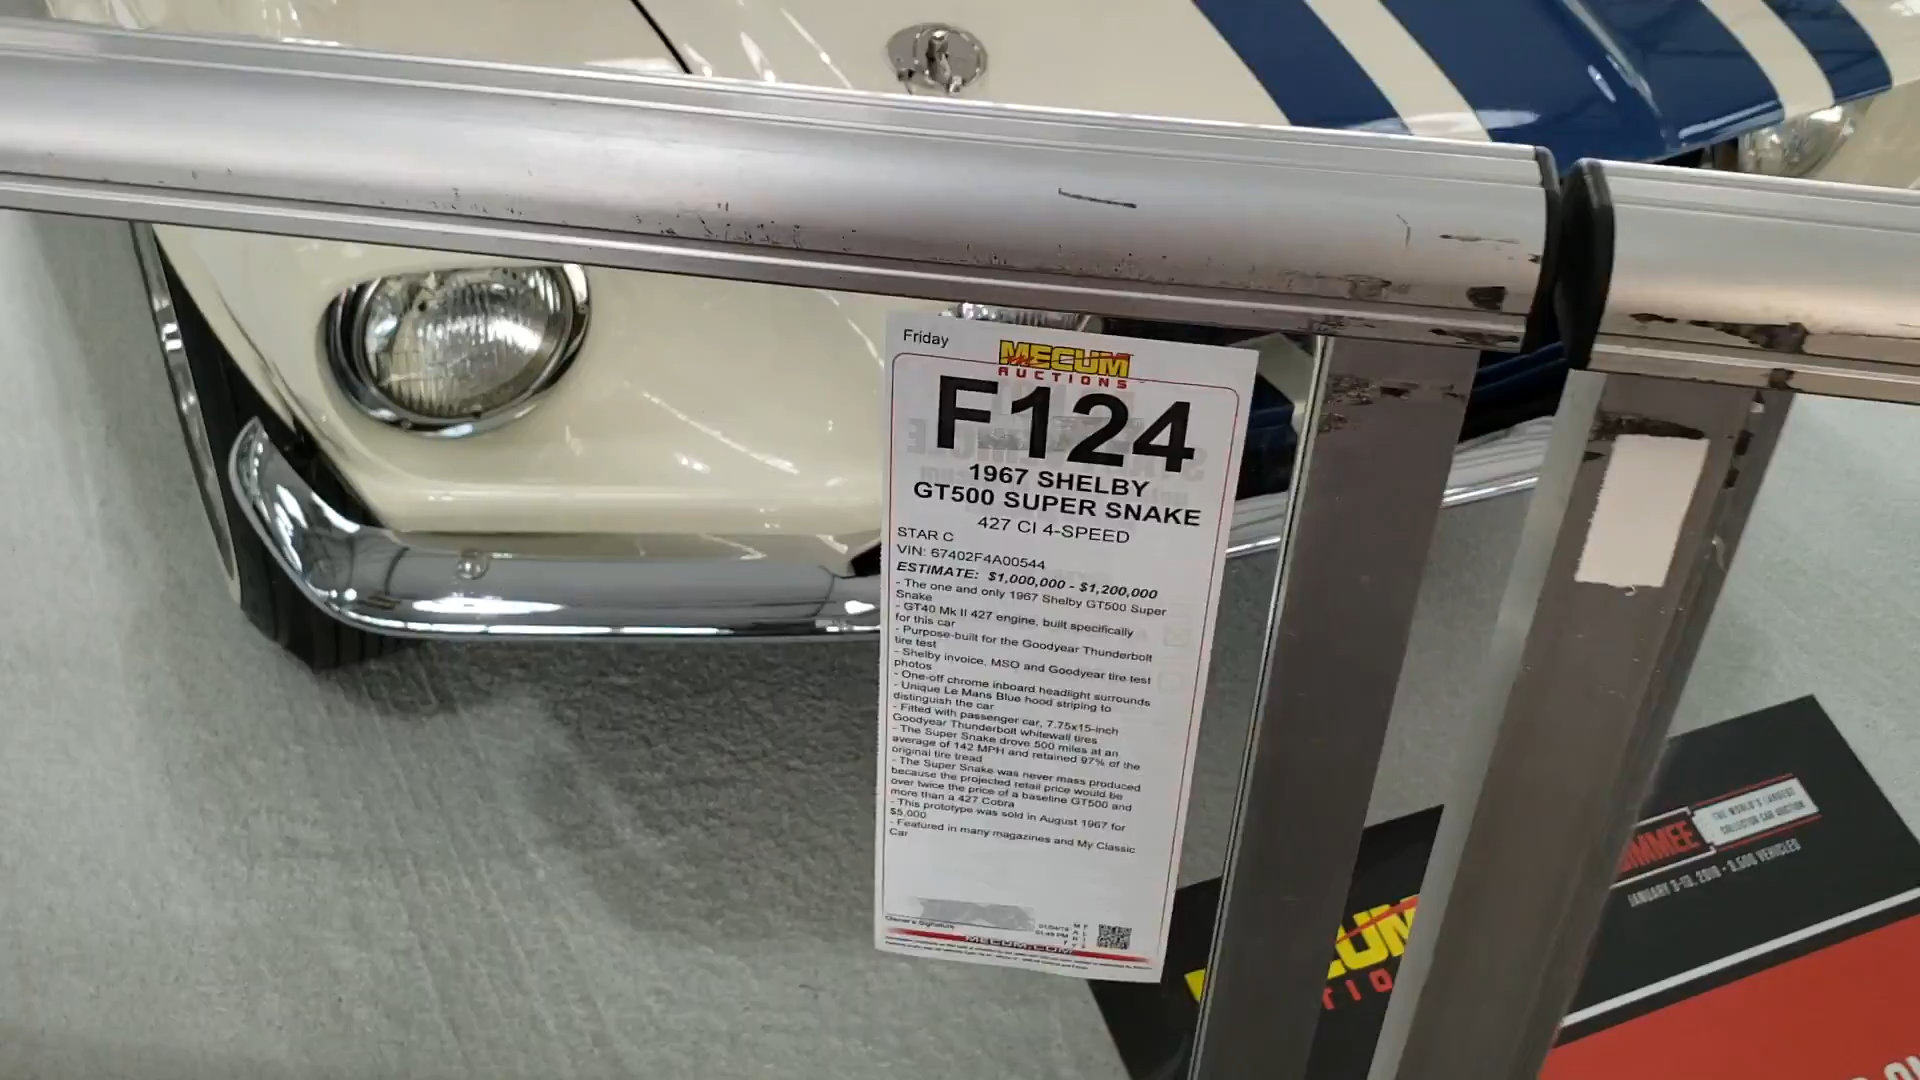 Friday
MECUM
AUCTIONS
F124
1967 SHELBY
GT500 SUPER SNAKE
427 CI 4-SPEED
STAR C
VIN: 67402F4A00544
ESTIMATE: $1,000,000 - $1,200,000
- The one and only 1967 Shelby GT500 Super
Snake
- GT40 Mk II 427 engine, built specifically
for this car
- Purpose-built for the Goodyear Thunderbolt
tire test
- Shelby invoice, MSO and Goodyear tire test
photos
- One-off chrome inboard headlight surrounds
- Unique Le Mans Blue hood striping to
distinguish the car
- Fitted with passenger car, 7.75x15-inch
Goodyear Thunderbolt whitewall tires
- The Super Snake drove 500 miles at an
average of 142 MPH and retained 97% of the
original tire tread
- The Super Snake was never mass produced
because the projected retail price would be
over twice the price of a baseline GT500 and
more than a 427 Cobra
- This prototype was sold in August 1967 for
$5,000
- Featured in many magazines and My Classic
Car
Owner's Signature
MECUM.COM
THE WORLD'S LARGEST
COLLECTOR CAR AUCTION